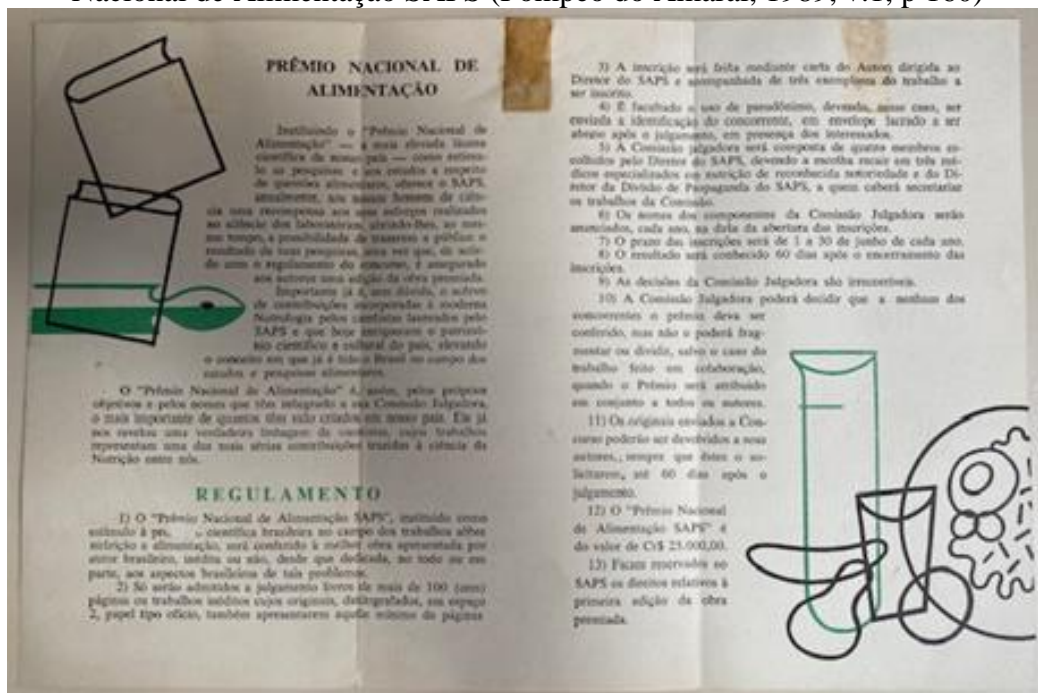 Nacional de Alimentação SAPS (Pompeo do Amaral, 1989, v.1, p 180)
PRÊMIO NACIONAL DE
ALIMENTAÇÃO
Instituindo o "Prêmio Nacional de
Alimentação" — a mais elevada láurea
científica de nosso país — como estímu-
lo às pesquisas e aos estudos a respeito
de questões alimentares, oferece o SAPS,
anualmente, aos nossos homens de ciên-
cia uma recompensa aos seus esforços realizados
no silêncio dos laboratórios, dando-lhes, ao mes-
mo tempo, a possibilidade de trazerem a público o
resultado de suas pesquisas, uma vez que, de acôr-
do com o regulamento do concurso, é assegurado
aos autores uma edição da obra premiada.
Importante já é, sem dúvida, o acêrvo
de contribuições incorporadas à moderna
Nutrologia pelos cientistas laureados pelo
SAPS e que hoje enriquecem o patrimô-
nio científico e cultural do país, elevando
o conceito em que já é tido o Brasil no campo dos
estudos e pesquisas alimentares.
O "Prêmio Nacional de Alimentação" é, assim, pelos próprios
objetivos e pelos nomes que têm integrado a sua Comissão Julgadora,
o mais importante de quantos têm sido criados em nosso país. Ele já
nos revelou uma verdadeira linhagem de cientistas, cujos trabalhos
representam uma das mais sérias contribuições trazidas à ciência da
Nutrição entre nós.
REGULAMENTO
1) O "Prêmio Nacional de Alimentação SAPS", instituído como
estímulo à científica brasileira no campo dos trabalhos sôbre
nutrição e alimentação, será conferido à melhor obra apresentada por
autor brasileiro, inédita ou não, desde que dedicada, no todo ou em
parte, aos aspectos brasileiros de tais problemas.
2) Só serão admitidos a julgamento livros de mais de 100 (cem)
páginas ou trabalhos inéditos cujos originais, datilografados, em espaço
2, papel tipo ofício, também apresentarem aquêle mínimo de páginas
3) A inscrição será feita mediante carta do Autor dirigida ao
Diretor do SAPS e acompanhada de três exemplares do trabalho a
ser inscrito.
4) É facultado o uso de pseudônimo, devendo, nesse caso, ser
enviada a identificação do concorrente, em envelope lacrado a ser
aberto após o julgamento, em presença dos interessados.
5) A Comissão julgadora será composta de quatro membros es-
colhidos pelo Diretor do SAPS, devendo a escolha recair em três mé-
dicos especializados em nutrição de reconhecida notoriedade e do Di-
retor da Divisão de Propaganda do SAPS, a quem caberá secretariar
os trabalhos da Comissão.
6) Os nomes dos componentes da Comissão Julgadora serão
anunciados, cada ano, na data da abertura das inscrições.
7) O prazo das inscrições será de 1 a 30 de junho de cada ano.
8) O resultado será conhecido 60 dias após o encerramento das
inscrições.
9) As decisões da Comissão Julgadora são irrecorríveis.
10) A Comissão Julgadora poderá decidir que a nenhum dos
concorrentes o prêmio deva ser
conferido, mas não o poderá frag-
mentar ou dividir, salvo o caso do
trabalho feito em colaboração,
quando o Prêmio será atribuído
em conjunto a todos os autores.
11) Os originais enviados a Con-
curso poderão ser devolvidos a seus
autores, sempre que êstes o so-
licitarem, até 60 dias após o
julgamento.
12) O "Prêmio Nacional
de Alimentação SAPS" é
do valor de Cr$ 25.000,00.
13) Ficam reservados ao
SAPS os direitos relativos à
primeira edição da obra
premiada.